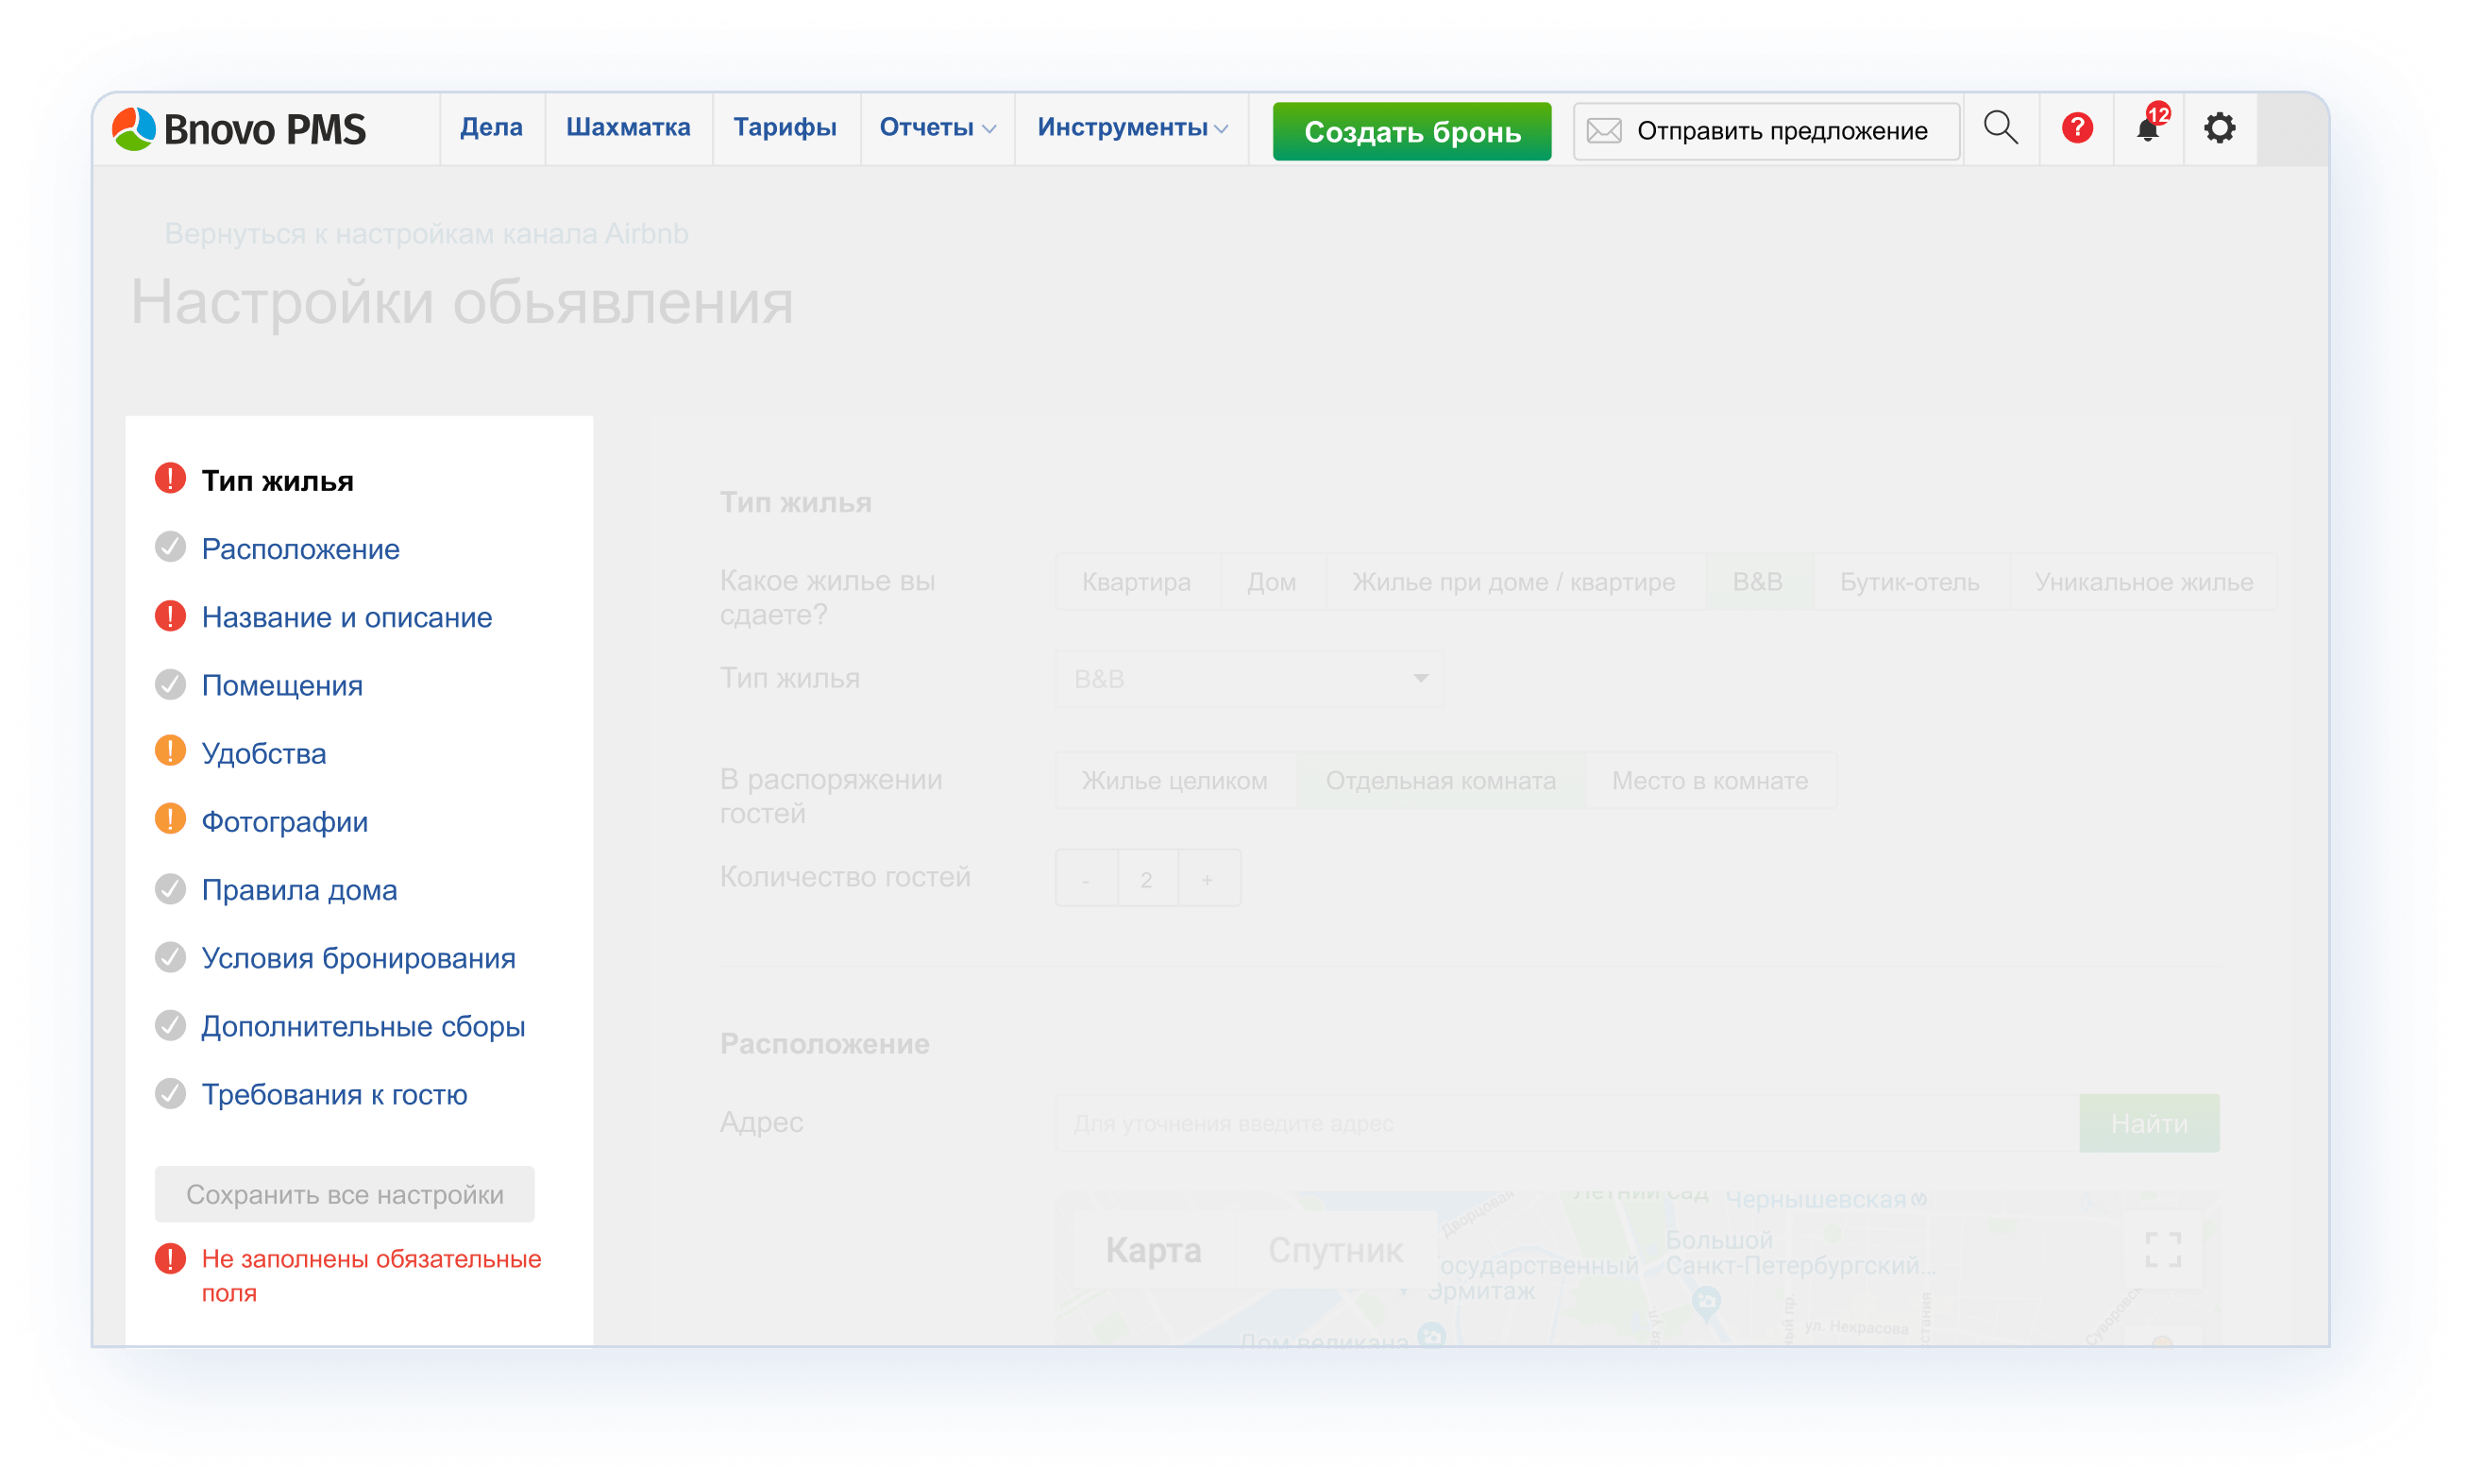 Bnovo PMS
Дела
Шахматка
Тарифы
Отчеты
Инструменты
Создать бронь
Отправить предложение
?
12
Вернуться к настройкам канала Airbnb
Настройки обьявления
Тип жилья
Расположение
Название и описание
Помещения
Удобства
Фотографии
Правила дома
Условия бронирования
Дополнительные сборы
Требования к гостю
Сохранить все настройки
Не заполнены обязательные
поля
Тип жилья
Какое жилье вы
сдаете?
Квартира
Дом
Жилье при доме / квартире
B&B
Бутик-отель
Уникальное жилье
Тип жилья
B&B
В распоряжении
гостей
Жилье целиком
Отдельная комната
Место в комнате
Количество гостей
- 2 +
Расположение
Адрес
Для уточнения введите адрес
Найти
Карта
Спутник
Дворцовая
Летний сад
Чернышевская
Большой
Санкт-Петербургский...
осударственный
Эрмитаж
Дом великана
ул. Некрасова